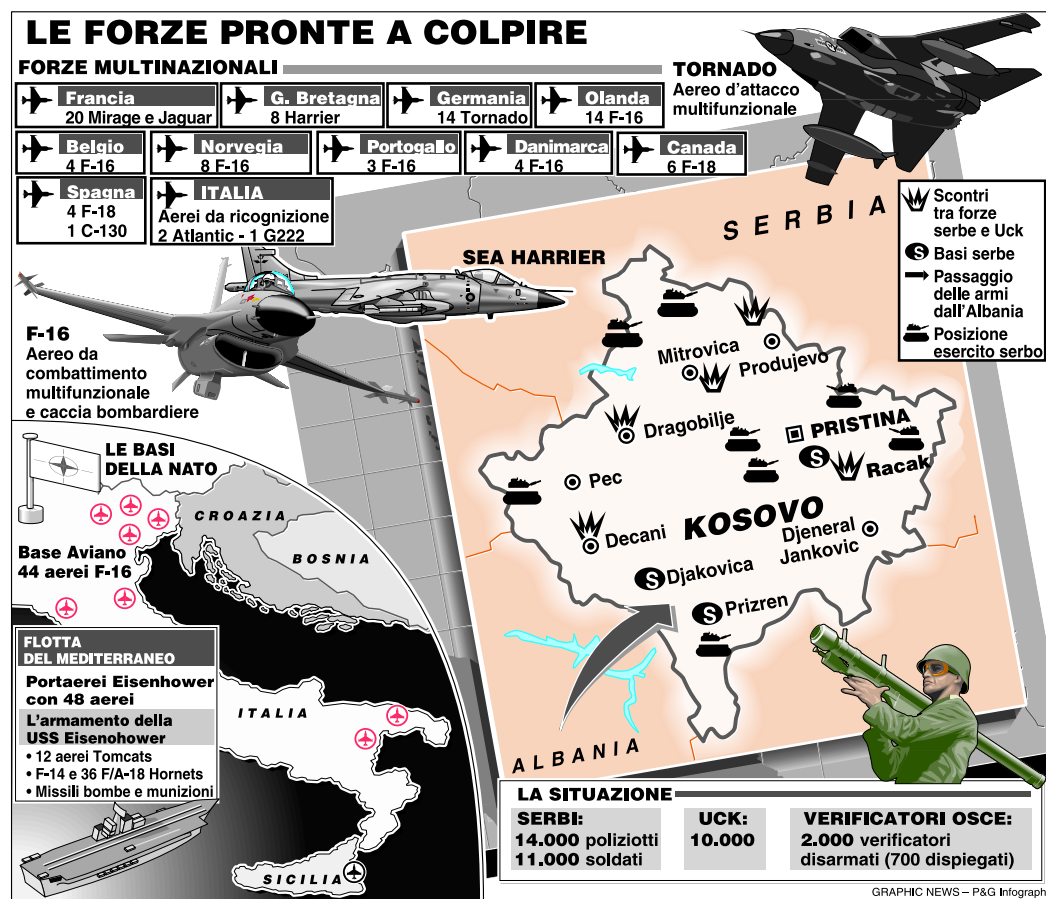 LE FORZE PRONTE A COLPIRE
FORZE MULTINAZIONALI
Francia
20 Mirage e Jaguar
G. Bretagna
8 Harrier
Germania
14 Tornado
Olanda
14 F-16
Belgio
4 F-16
Norvegia
8 F-16
Portogallo
3 F-16
Danimarca
4 F-16
Canada
6 F-18
Spagna
4 F-18
1 C-130
ITALIA
Aerei da ricognizione
2 Atlantic - 1 G222
TORNADO
Aereo d'attacco
multifunzionale
SEA HARRIER
F-16
Aereo da
combattimento
multifunzionale
e caccia bombardiere
Scontri
tra forze
serbe e Uck
S Basi serbe
Passaggio
delle armi
dall'Albania
Posizione
esercito serbo
SERBIA
Mitrovica
Produjevo
Dragobilje
PRISTINA
S
Racak
Pec
KOSOVO
Decani
Djeneral
Jankovic
S Djakovica
S Prizren
ALBANIA
LE BASI
DELLA NATO
CROAZIA
BOSNIA
Base Aviano
44 aerei F-16
ITALIA
SICILIA
FLOTTA
DEL MEDITERRANEO
Portaerei Eisenhower
con 48 aerei
L'armamento della
USS Eisenohower
• 12 aerei Tomcats
• F-14 e 36 F/A-18 Hornets
• Missili bombe e munizioni
LA SITUAZIONE
SERBI:
14.000 poliziotti
11.000 soldati
UCK:
10.000
VERIFICATORI OSCE:
2.000 verificatori
disarmati (700 dispiegati)
GRAPHIC NEWS – P&G Infograph